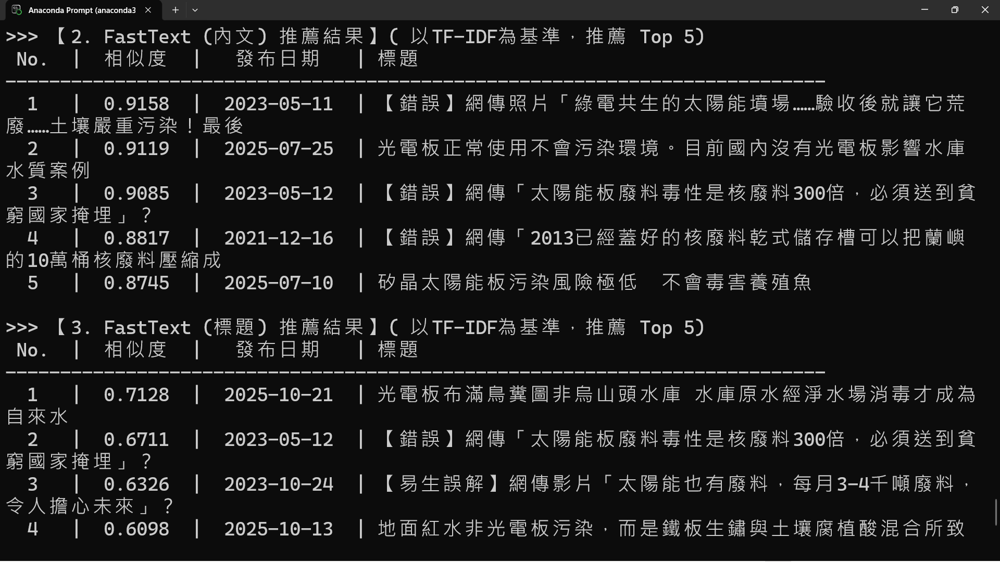 Anaconda Prompt (anaconda3
>>> 【2. FastText (內文) 推薦結果】( 以TF-IDF為基準，推薦 Top 5)
No. | 相似度 | 發布日期 | 標題
--------------------------------------------------------------------------- 
1 | 0.9158 | 2023-05-11 | 【錯誤】網傳照片「綠電共生的太陽能墳場……驗收後就讓它荒
廢……土壤嚴重污染！最後
2 | 0.9119 | 2025-07-25 | 光電板正常使用不會污染環境。目前國內沒有光電板影響水庫
水質案例
3 | 0.9085 | 2023-05-12 | 【錯誤】網傳「太陽能板廢料毒性是核廢料300倍，必須送到貧
窮國家掩埋」？
4 | 0.8817 | 2021-12-16 | 【錯誤】網傳「2013已經蓋好的核廢料乾式儲存槽可以把蘭嶼
的10萬桶核廢料壓縮成
5 | 0.8745 | 2025-07-10 | 矽晶太陽能板污染風險極低　不會毒害養殖魚
>>> 【3. FastText (標題) 推薦結果】( 以TF-IDF為基準，推薦 Top 5)
No. | 相似度 | 發布日期 | 標題
---------------------------------------------------------------------------
1 | 0.7128 | 2025-10-21 | 光電板布滿鳥糞圖非烏山頭水庫 水庫原水經淨水場消毒才成為
自來水
2 | 0.6711 | 2023-05-12 | 【錯誤】網傳「太陽能板廢料毒性是核廢料300倍，必須送到貧
窮國家掩埋」？
3 | 0.6326 | 2023-10-24 | 【易生誤解】網傳影片「太陽能也有廢料，每月3-4千噸廢料，
令人擔心未來」？
4 | 0.6098 | 2025-10-13 | 地面紅水非光電板污染，而是鐵板生鏽與土壤腐植酸混合所致